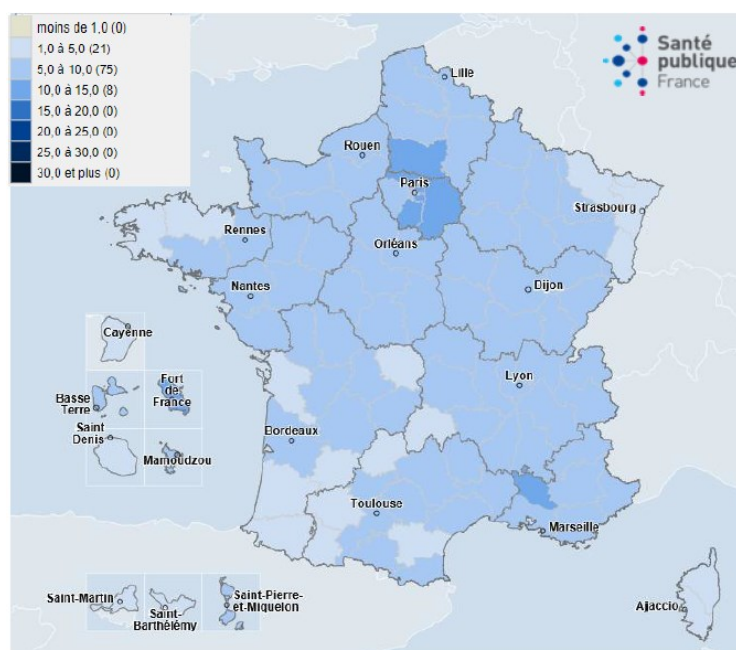 moins de 1,0 (0)
1,0 à 5,0 (21)
5,0 à 10,0 (75)
10,0 à 15,0 (8)
15,0 à 20,0 (0)
20,0 à 25,0 (0)
25,0 à 30,0 (0)
30,0 et plus (0)
Santé
publique
France
Lille
Rouen
Paris
Strasbourg
Rennes
Orléans
Nantes
Dijon
Cayenne
Fort
de
France
Basse
Terre
Lyon
Saint
Denis
Bordeaux
Mamoudzou
Toulouse
Marseille
Saint-Martin
Saint-
Barthélémy
Saint-Pierre-
et-Miquelon
Ajaccio